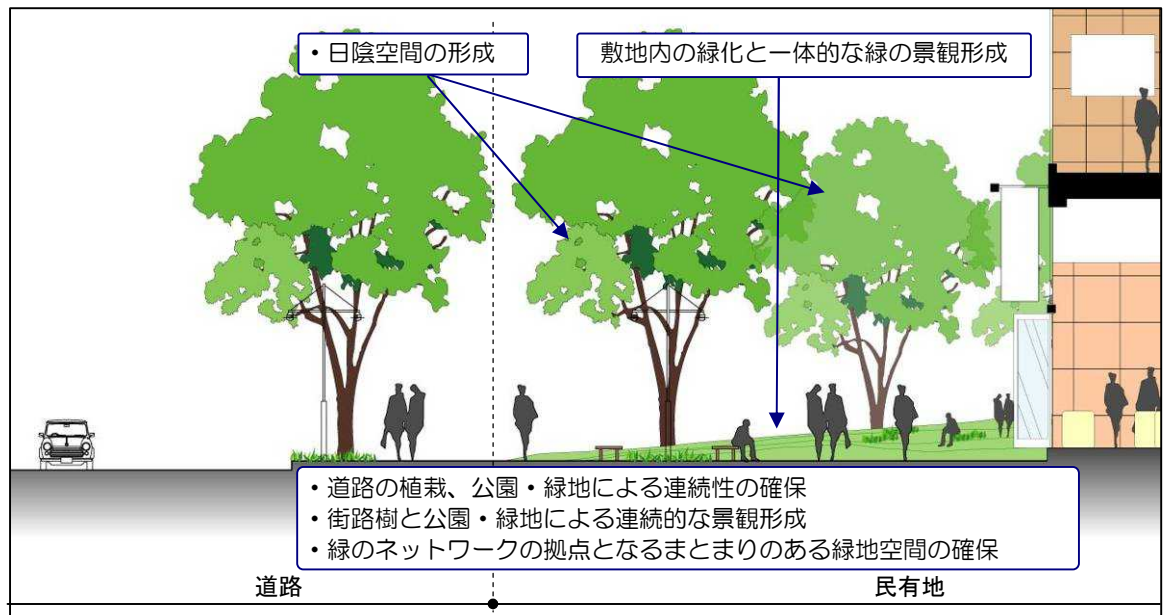 ・日陰空間の形成
敷地内の緑化と一体的な緑の景観形成
・道路の植栽、公園・緑地による連続性の確保
・街路樹と公園・緑地による連続的な景観形成
・緑のネットワークの拠点となるまとまりのある緑地空間の確保
道路
民有地